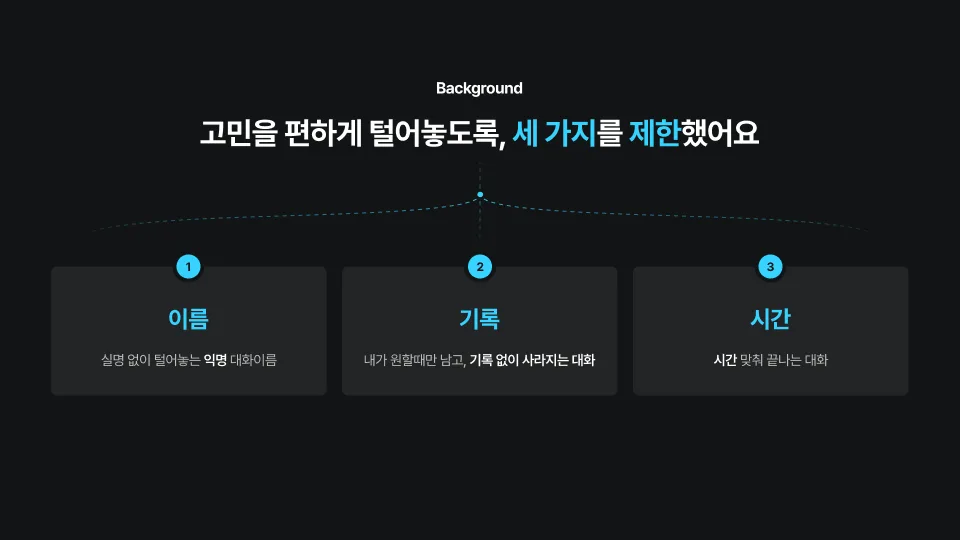 Background
고민을 편하게 털어놓도록, 세 가지를 제한했어요
1
이름
실명 없이 털어놓는 익명 대화이름
2
기록
내가 원할때만 남고, 기록 없이 사라지는 대화
3
시간
시간 맞춰 끝나는 대화